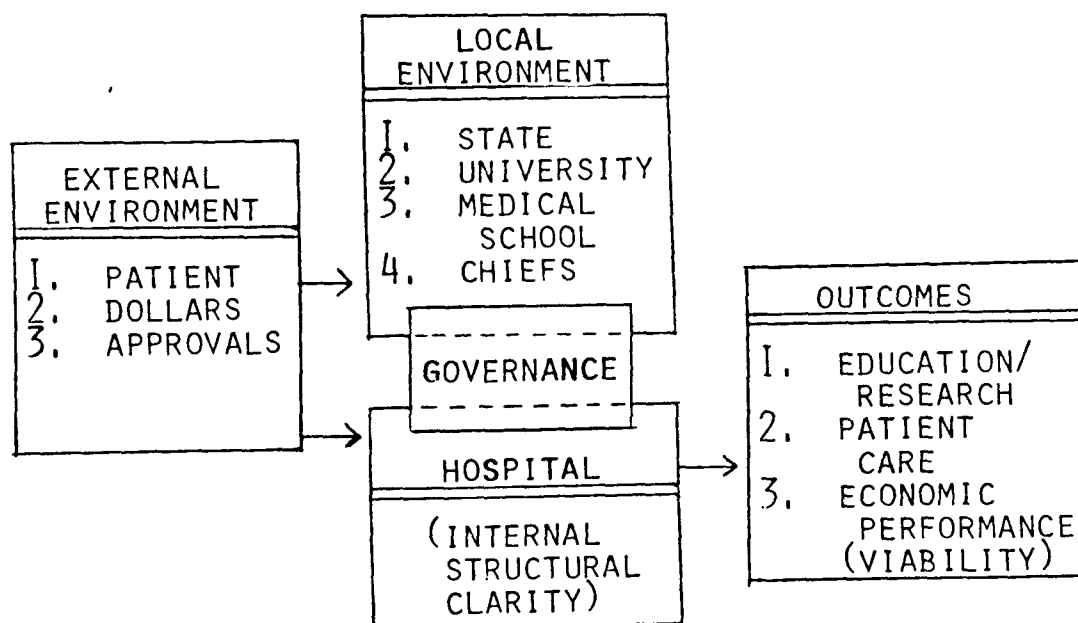 EXTERNAL
ENVIRONMENT
1. PATIENT
2. DOLLARS
3. APPROVALS
LOCAL
ENVIRONMENT
1. STATE
2. UNIVERSITY
3. MEDICAL
SCHOOL
4. CHIEFS
GOVERNANCE
HOSPITAL
(INTERNAL
STRUCTURAL
CLARITY)
OUTCOMES
1. EDUCATION/
RESEARCH
2. PATIENT
CARE
3. ECONOMIC
PERFORMANCE
(VIABILITY)